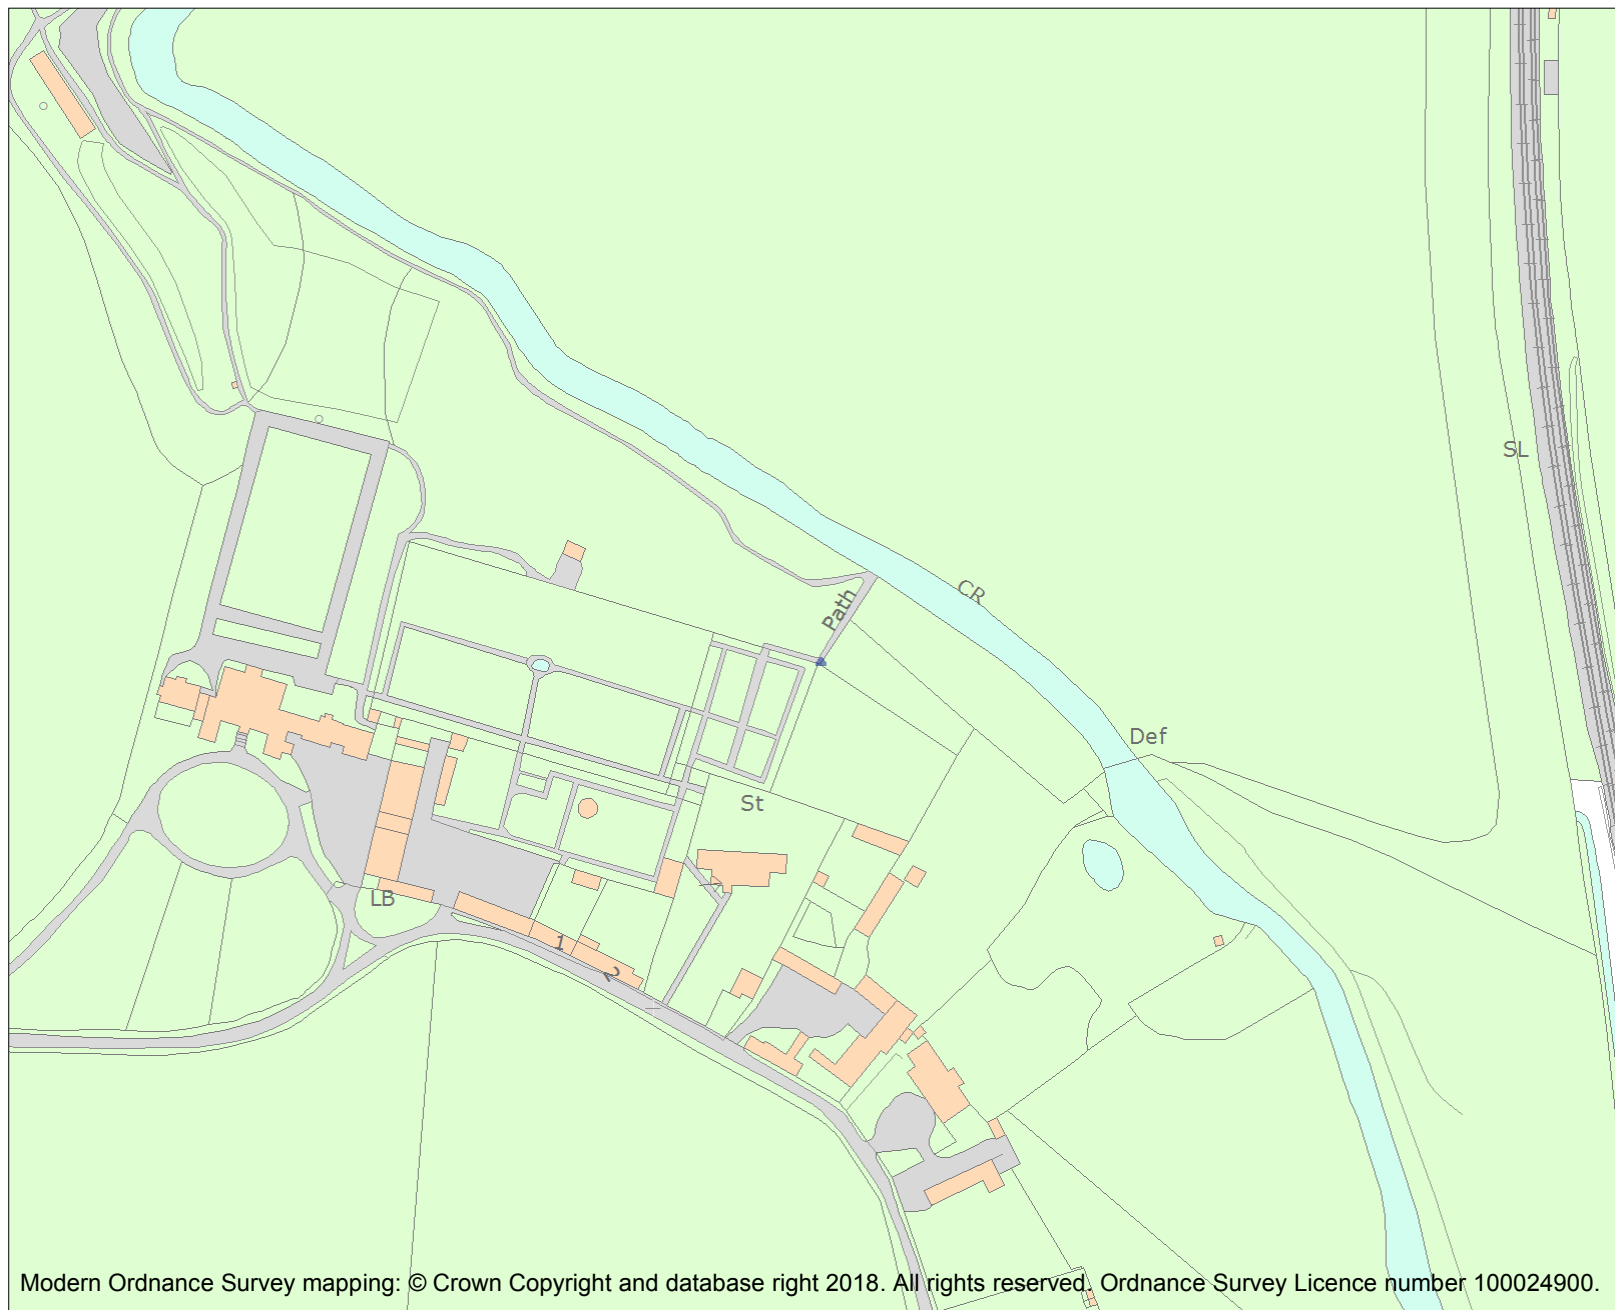 SL
CR
Path
Def
St
LB
1
2
Modern Ordnance Survey mapping: © Crown Copyright and database right 2018. All rights reserved. Ordnance Survey Licence number 100024900.